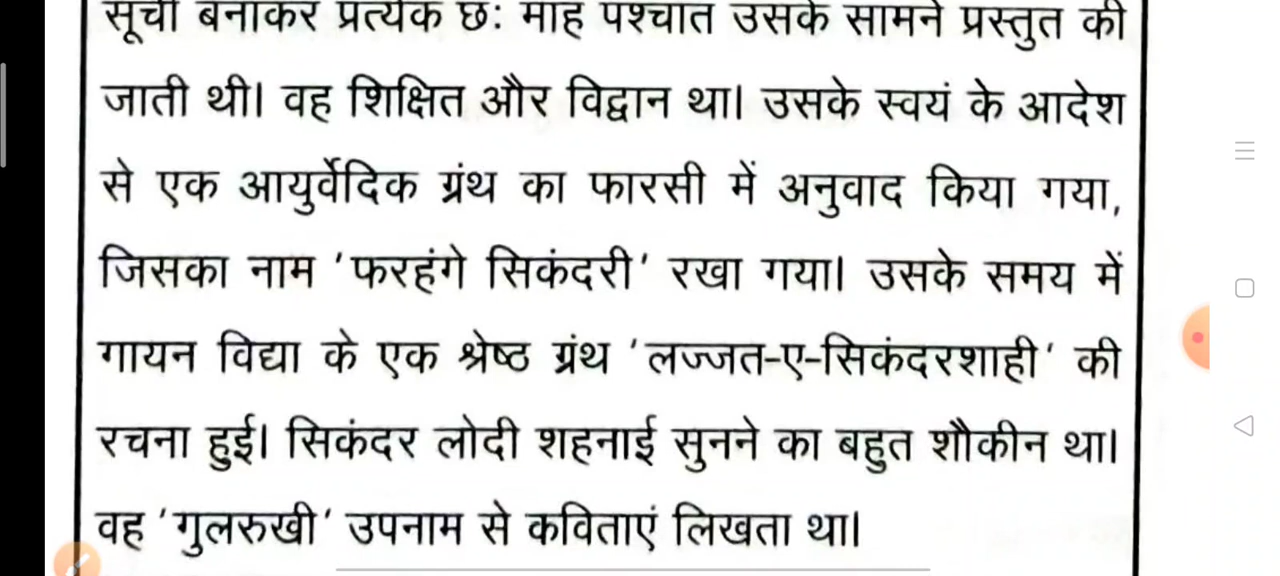 सूची बनाकर प्रत्येक छः माह पश्चात उसके सामने प्रस्तुत की
जाती थी। वह शिक्षित और विद्वान था। उसके स्वयं के आदेश
से एक आयुर्वेदिक ग्रंथ का फारसी में अनुवाद किया गया,
जिसका नाम 'फरहंगे सिकंदरी' रखा गया। उसके समय में
गायन विद्या के एक श्रेष्ठ ग्रंथ 'लज्जत-ए-सिकंदरशाही' की
रचना हुई। सिकंदर लोदी शहनाई सुनने का बहुत शौकीन था।
वह 'गुलरुखी' उपनाम से कविताएं लिखता था।